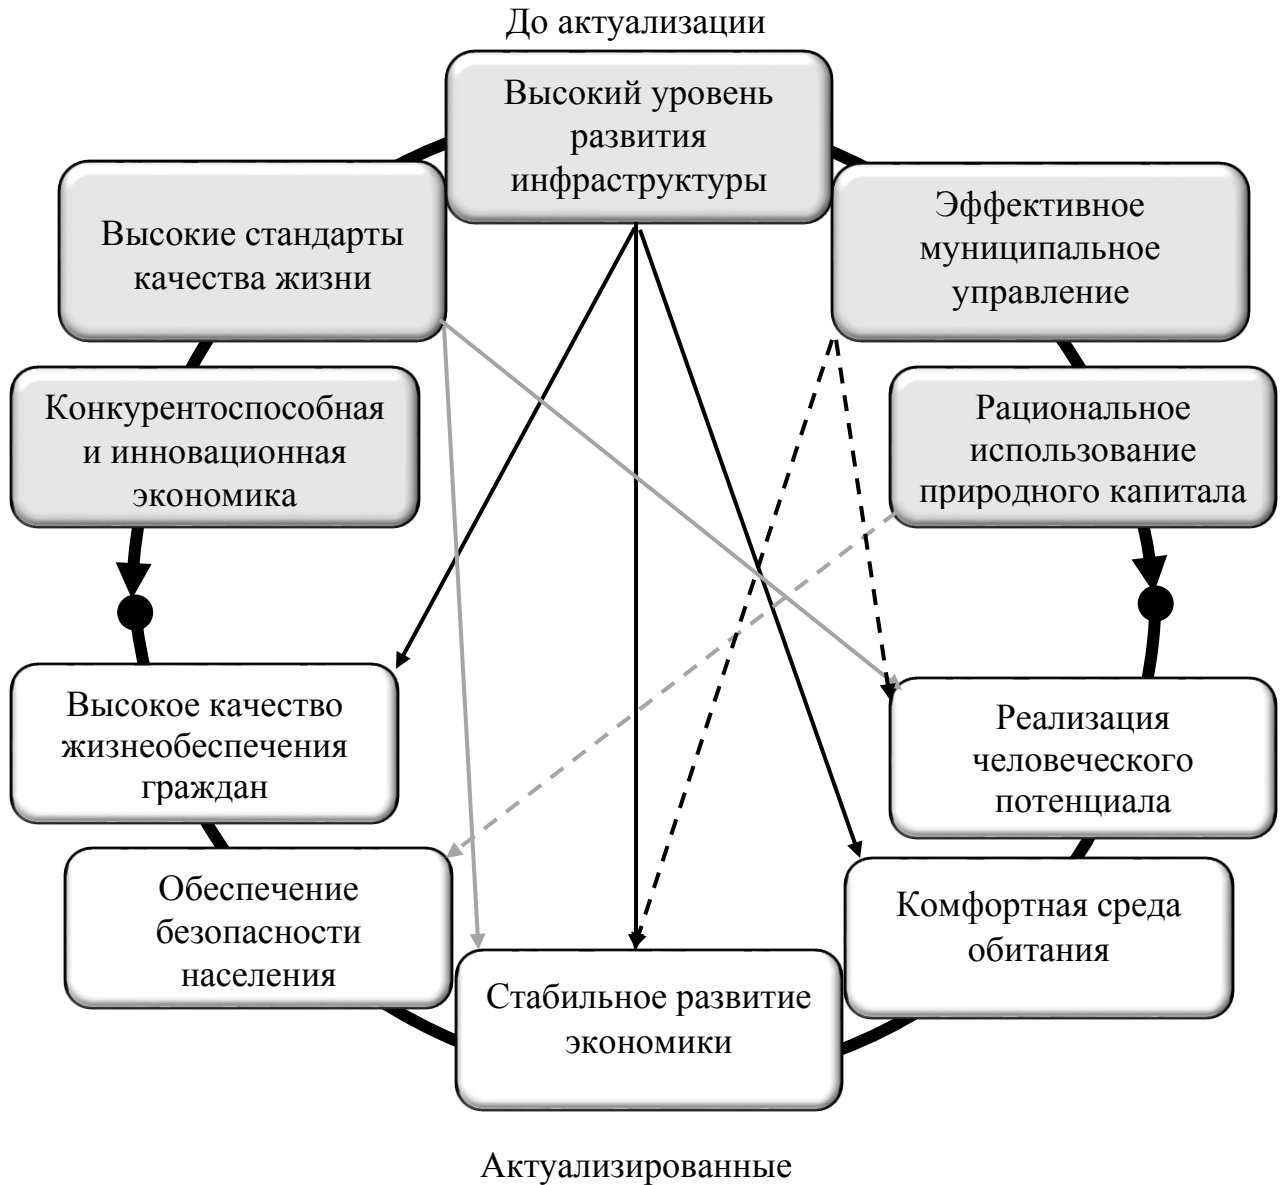 До актуализации
Высокий уровень
развития
инфраструктуры
Высокие стандарты
качества жизни
Эффективное
муниципальное
управление
Конкурентоспособная
и инновационная
экономика
Рациональное
использование
природного капитала
Высокое качество
жизнеобеспечения
граждан
Реализация
человеческого
потенциала
Обеспечение
безопасности
населения
Комфортная среда
обитания
Стабильное развитие
экономики
Актуализированные